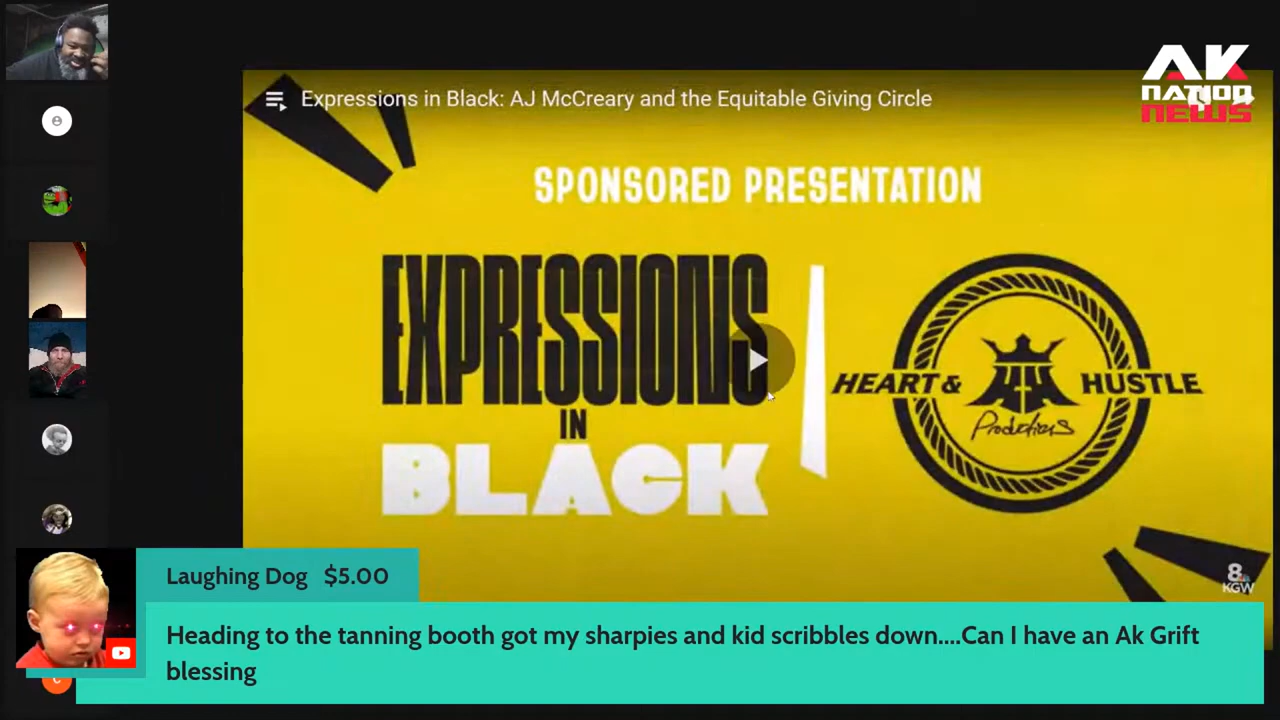 Expressions in Black: AJ McCreary and the Equitable Giving Circle
AK
NATION
NEWS
SPONSORED PRESENTATION
EXPRESSIONS
IN
BLACK
HEART & HUSTLE
H&H
Productions
8
KGW
Laughing Dog $5.00
Heading to the tanning booth got my sharpies and kid scribbles down....Can I have an Ak Grift
blessing
C